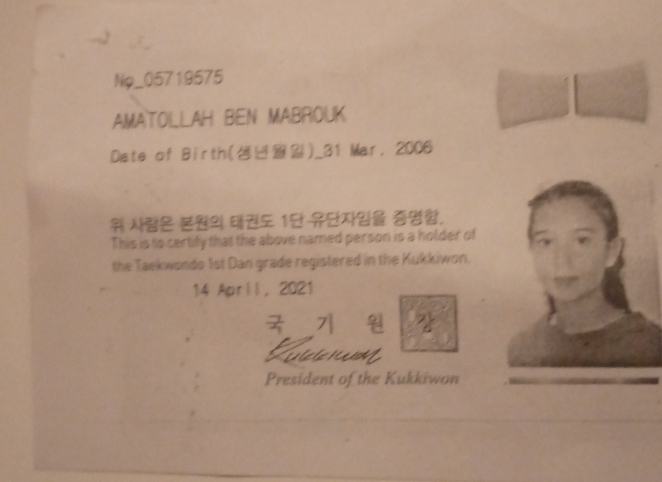 No_05719575
AMATOLLAH BEN MABROUK
Date of Birth(생년월일)_31 Mar. 2006
위 사람은 본원의 태권도 1단 유단자임을 증명함.
This is to certify that the above named person is a holder of
the Taekwondo 1st Dan grade registered in the Kukkiwon.
14 April, 2021
국 기 원 장
Kukkiwon
President of the Kukkiwon